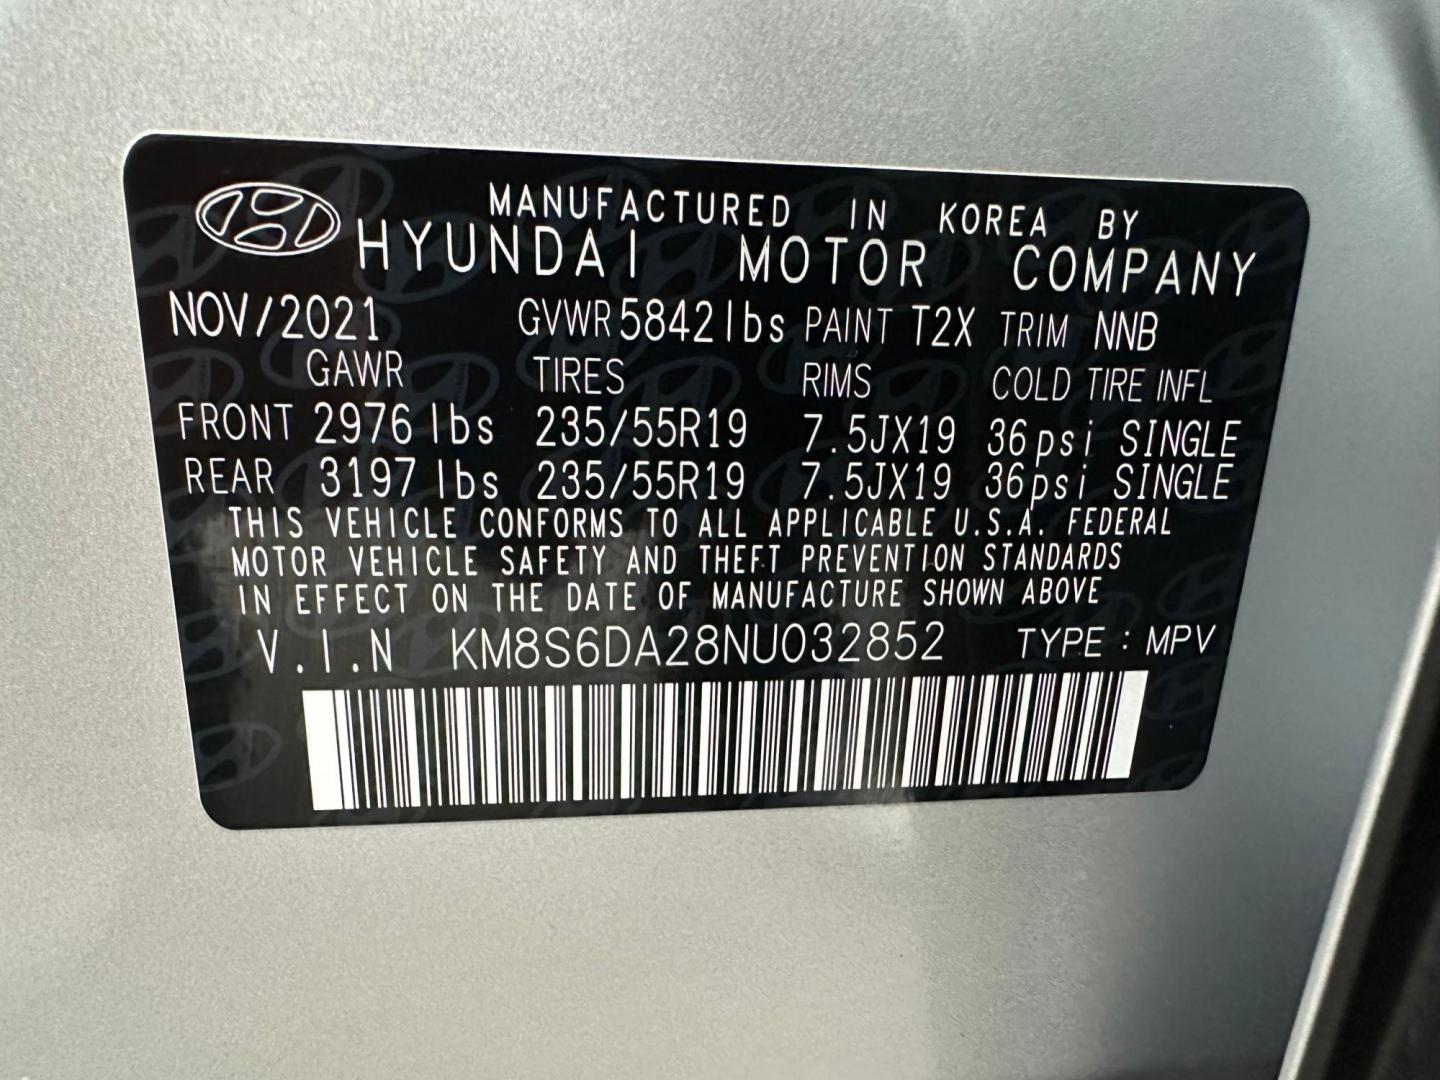 MANUFACTURED IN KOREA BY
HYUNDAI MOTOR COMPANY
NOV/2021 GVWR 5842lbs PAINT T2X TRIM NNB
GAWR TIRES RIMS COLD TIRE INFL
FRONT 2976 lbs 235/55R19 7.5JX19 36psi SINGLE
REAR 3197 lbs 235/55R19 7.5JX19 36psi SINGLE
THIS VEHICLE CONFORMS TO ALL APPLICABLE U.S.A. FEDERAL
MOTOR VEHICLE SAFETY AND THEFT PREVENTION STANDARDS
IN EFFECT ON THE DATE OF MANUFACTURE SHOWN ABOVE
V.I.N KM8S6DA28NU032852 TYPE : MPV